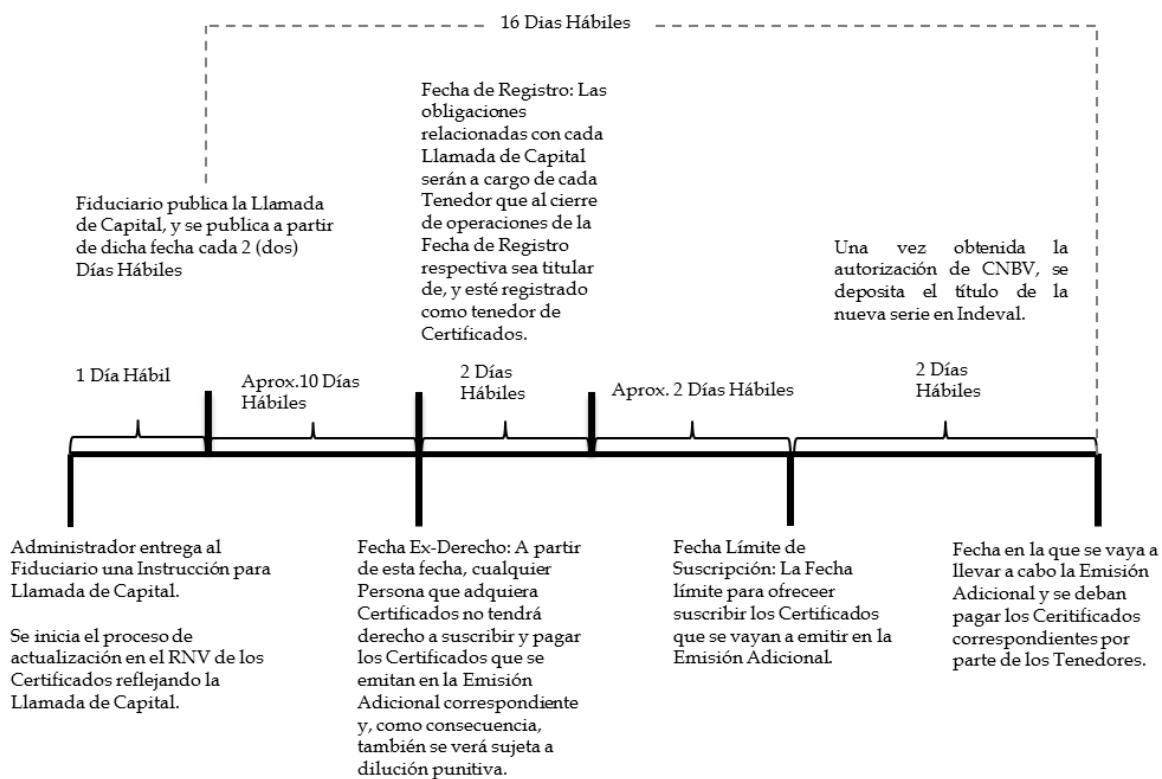 16 Dias Hábiles
Fiduciario publica la Llamada
de Capital, y se publica a partir
de dicha fecha cada 2 (dos)
Días Hábiles
Fecha de Registro: Las
obligaciones
relacionadas con cada
Llamada de Capital
serán a cargo de cada
Tenedor que al cierre
de operaciones de la
Fecha de Registro
respectiva sea titular
de, y esté registrado
como tenedor de
Certificados.
Una vez obtenida la
autorización de CNBV, se
deposita el título de la
nueva serie en Indeval.
1 Día Hábil
Aprox.10 Días
Hábiles
2 Días
Hábiles
Aprox. 2 Días Hábiles
2 Días
Hábiles
Administrador entrega al
Fiduciario una Instrucción para
Llamada de Capital.
Se inicia el proceso de
actualización en el RNV de los
Certificados reflejando la
Llamada de Capital.
Fecha Ex-Derecho: A partir
de esta fecha, cualquier
Persona que adquiera
Certificados no tendrá
derecho a suscribir y pagar
los Certificados que se
emitan en la Emisión
Adicional correspondiente
y, como consecuencia,
también se verá sujeta a
dilución punitiva.
Fecha Límite de
Suscripción: La Fecha
límite para ofreceer
suscribir los Certificados
que se vayan a emitir en la
Emisión Adicional.
Fecha en la que se vaya a
llevar a cabo la Emisión
Adicional y se deban
pagar los Ceritificados
correspondientes por
parte de los Tenedores.